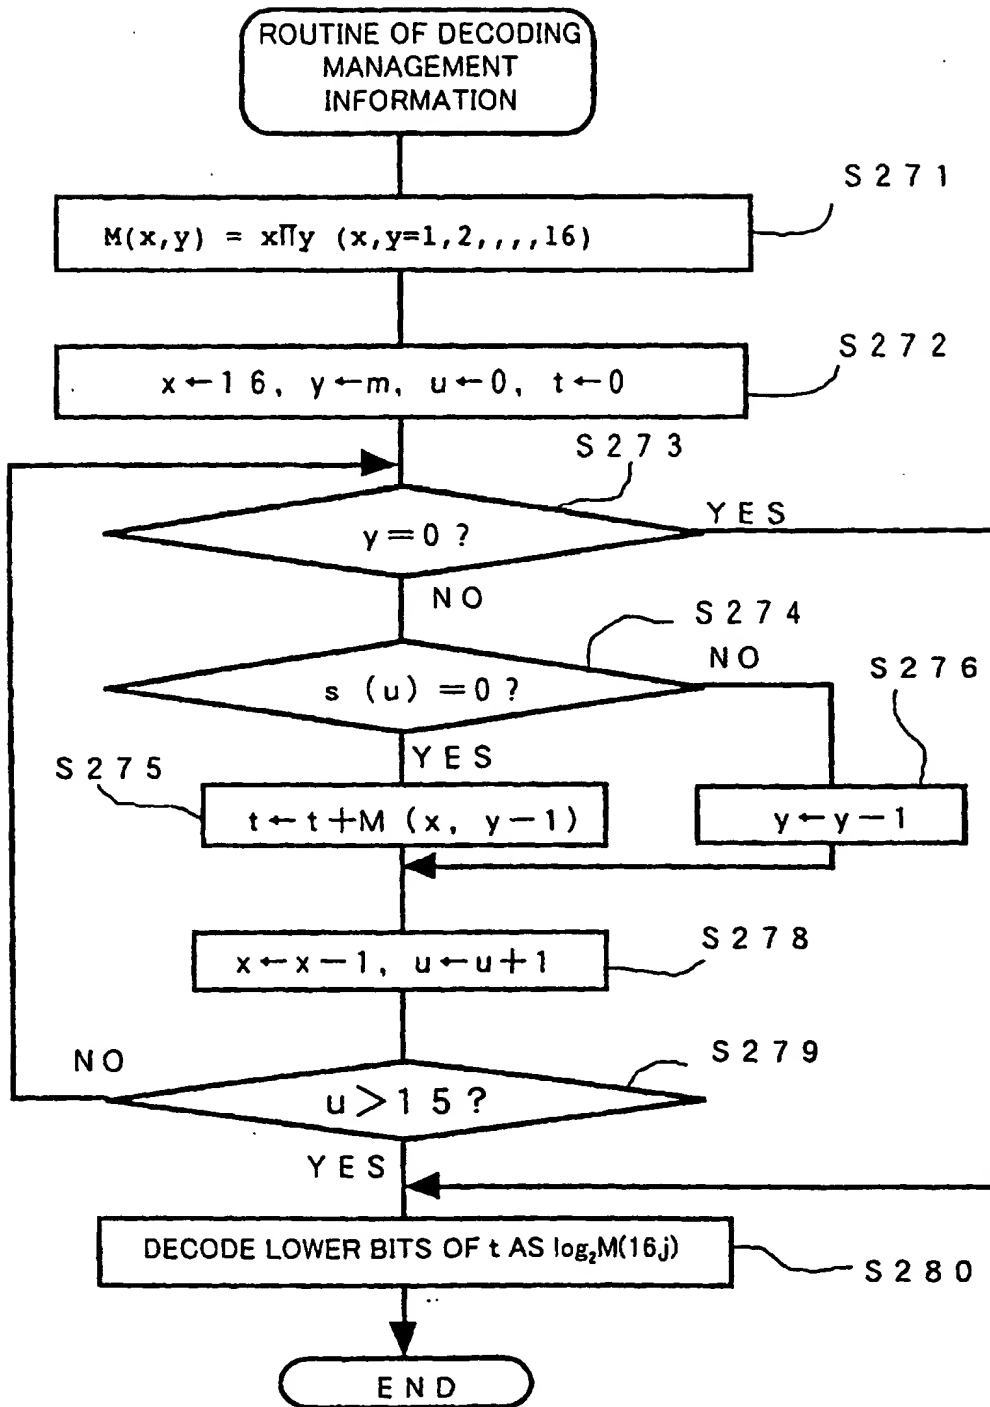 ROUTINE OF DECODING
MANAGEMENT
INFORMATION
S271
M(x,y) = xΠy (x,y=1,2,,,,16)
S272
x←16, y←m, u←0, t←0
S273
y=0?
YES
NO
S274
s(u)=0?
NO
S276
YES
S275
t←t+M(x, y−1)
y←y−1
S278
x←x−1, u←u+1
S279
NO
u>15?
YES
DECODE LOWER BITS OF t AS log₂M(16,j)
S280
END